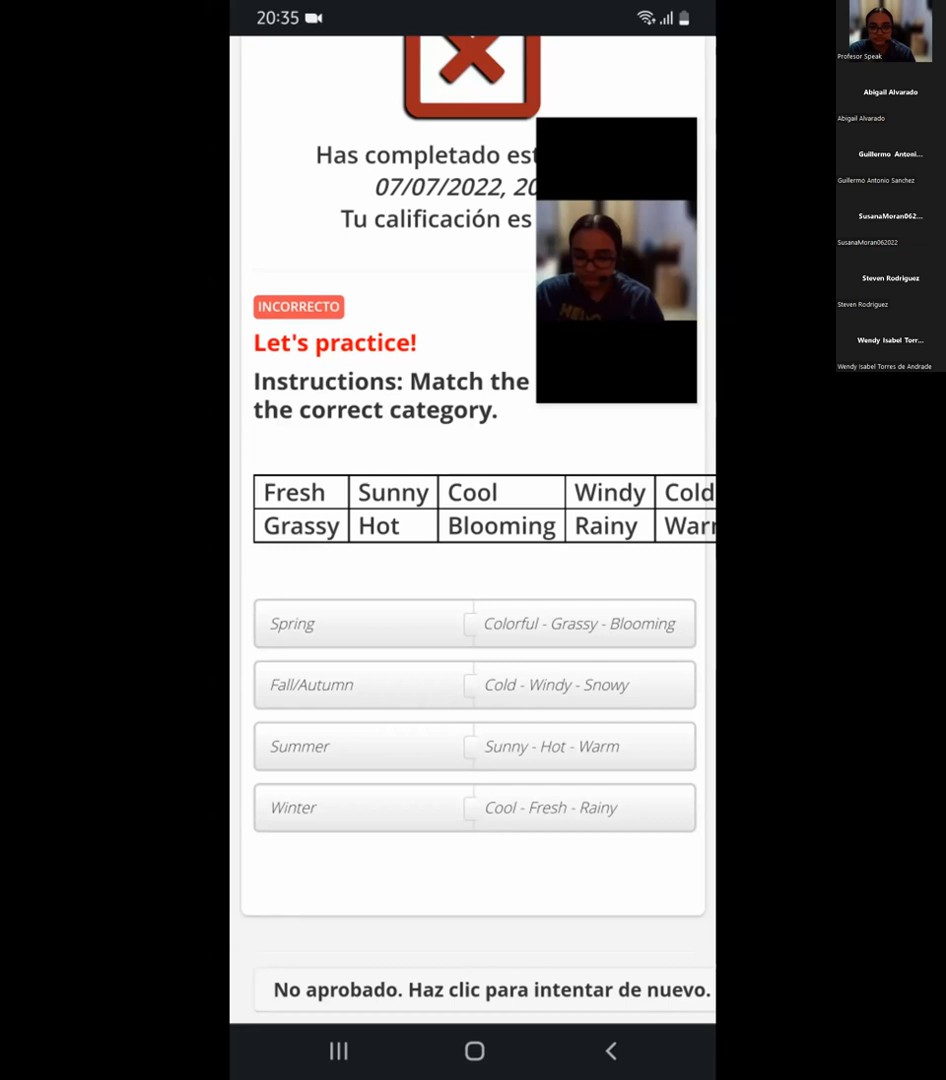 20:35
Profesor Speak
Abigail Alvarado
Abigail Alvarado
Guillermo Antoni...
Guillermo Antonio Sanchez
SusanaMoran062...
SusanaMoran062022
Steven Rodriguez
Steven Rodriguez
Wendy Isabel Torr...
Wendy Isabel Torres de Andrade
Has completado
07/07/2022, 20
Tu calificación es
INCORRECTO
Let's practice!
Instructions: Match the
the correct category.
Fresh Sunny Cool Windy Cold
Grassy Hot Blooming Rainy
Spring Colorful - Grassy - Blooming
Fall/Autumn Cold - Windy - Snowy
Summer Sunny - Hot - Warm
Winter Cool - Fresh - Rainy
No aprobado. Haz clic para intentar de nuevo.